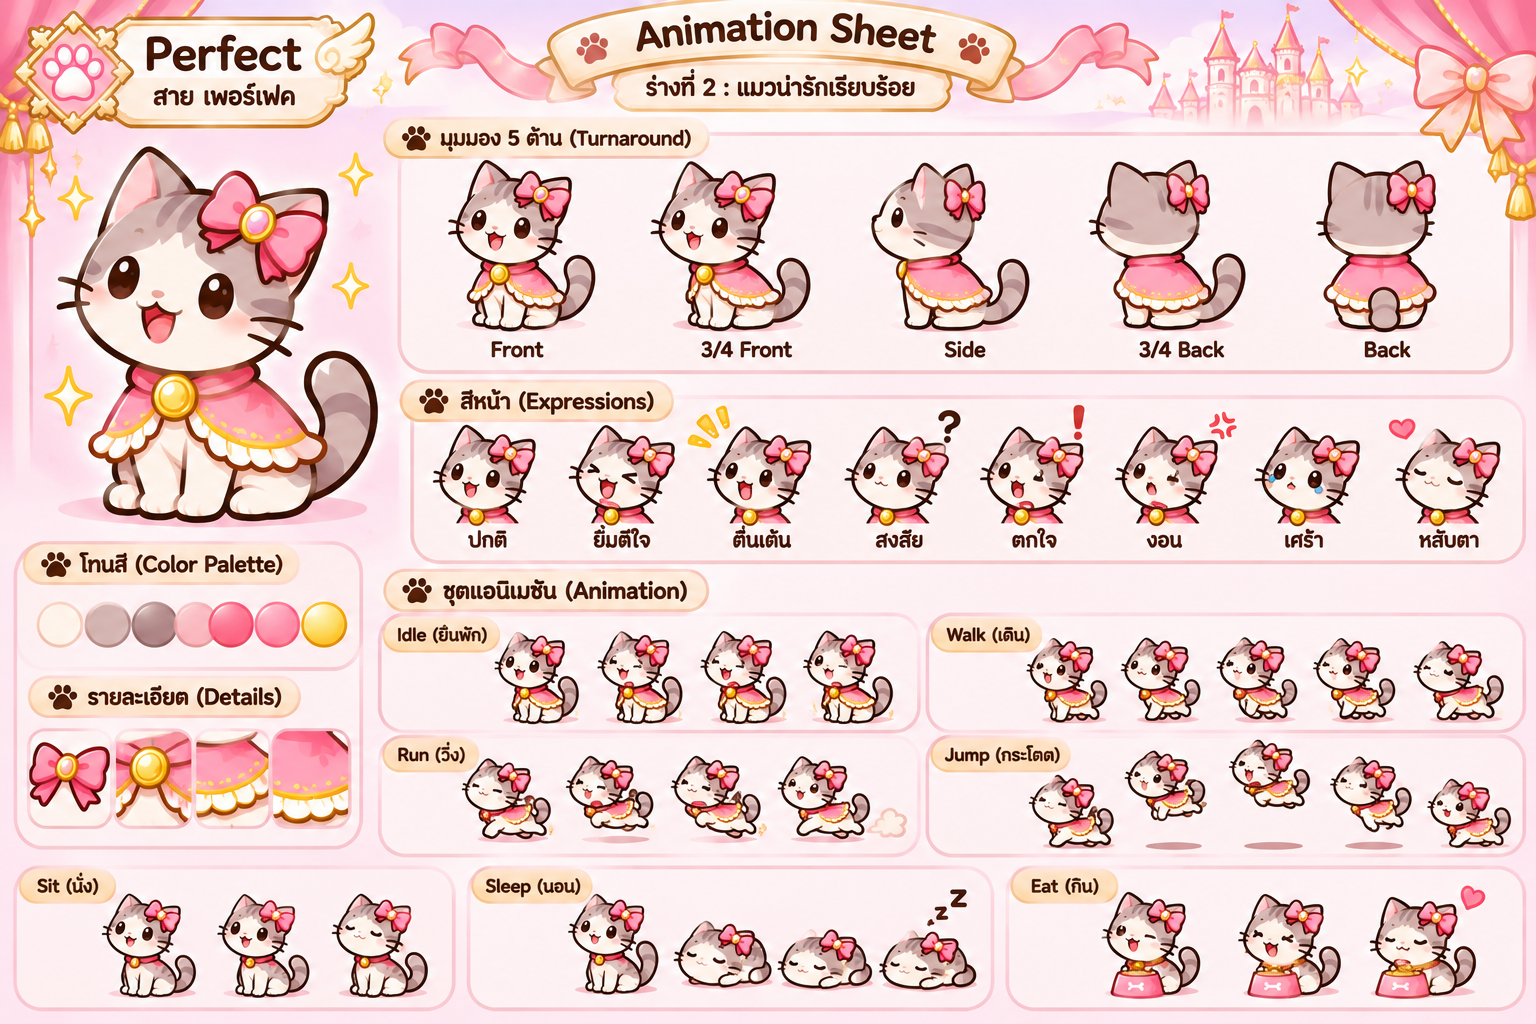 Perfect
สาย เพอร์เฟค
Animation Sheet
ร่างที่ 2 : แมวน่ารักเรียบร้อย
มุมมอง 5 ด้าน (Turnaround)
Front
3/4 Front
Side
3/4 Back
Back
สีหน้า (Expressions)
?
!
ปกติ
ยิ้มดีใจ
ตื่นเต้น
สงสัย
ตกใจ
งอน
เศร้า
หลับตา
โทนสี (Color Palette)
รายละเอียด (Details)
ชุดแอนิเมชัน (Animation)
Idle (ยืนพัก)
Walk (เดิน)
Run (วิ่ง)
Jump (กระโดด)
Sit (นั่ง)
Sleep (นอน)
z z Z
Eat (กิน)